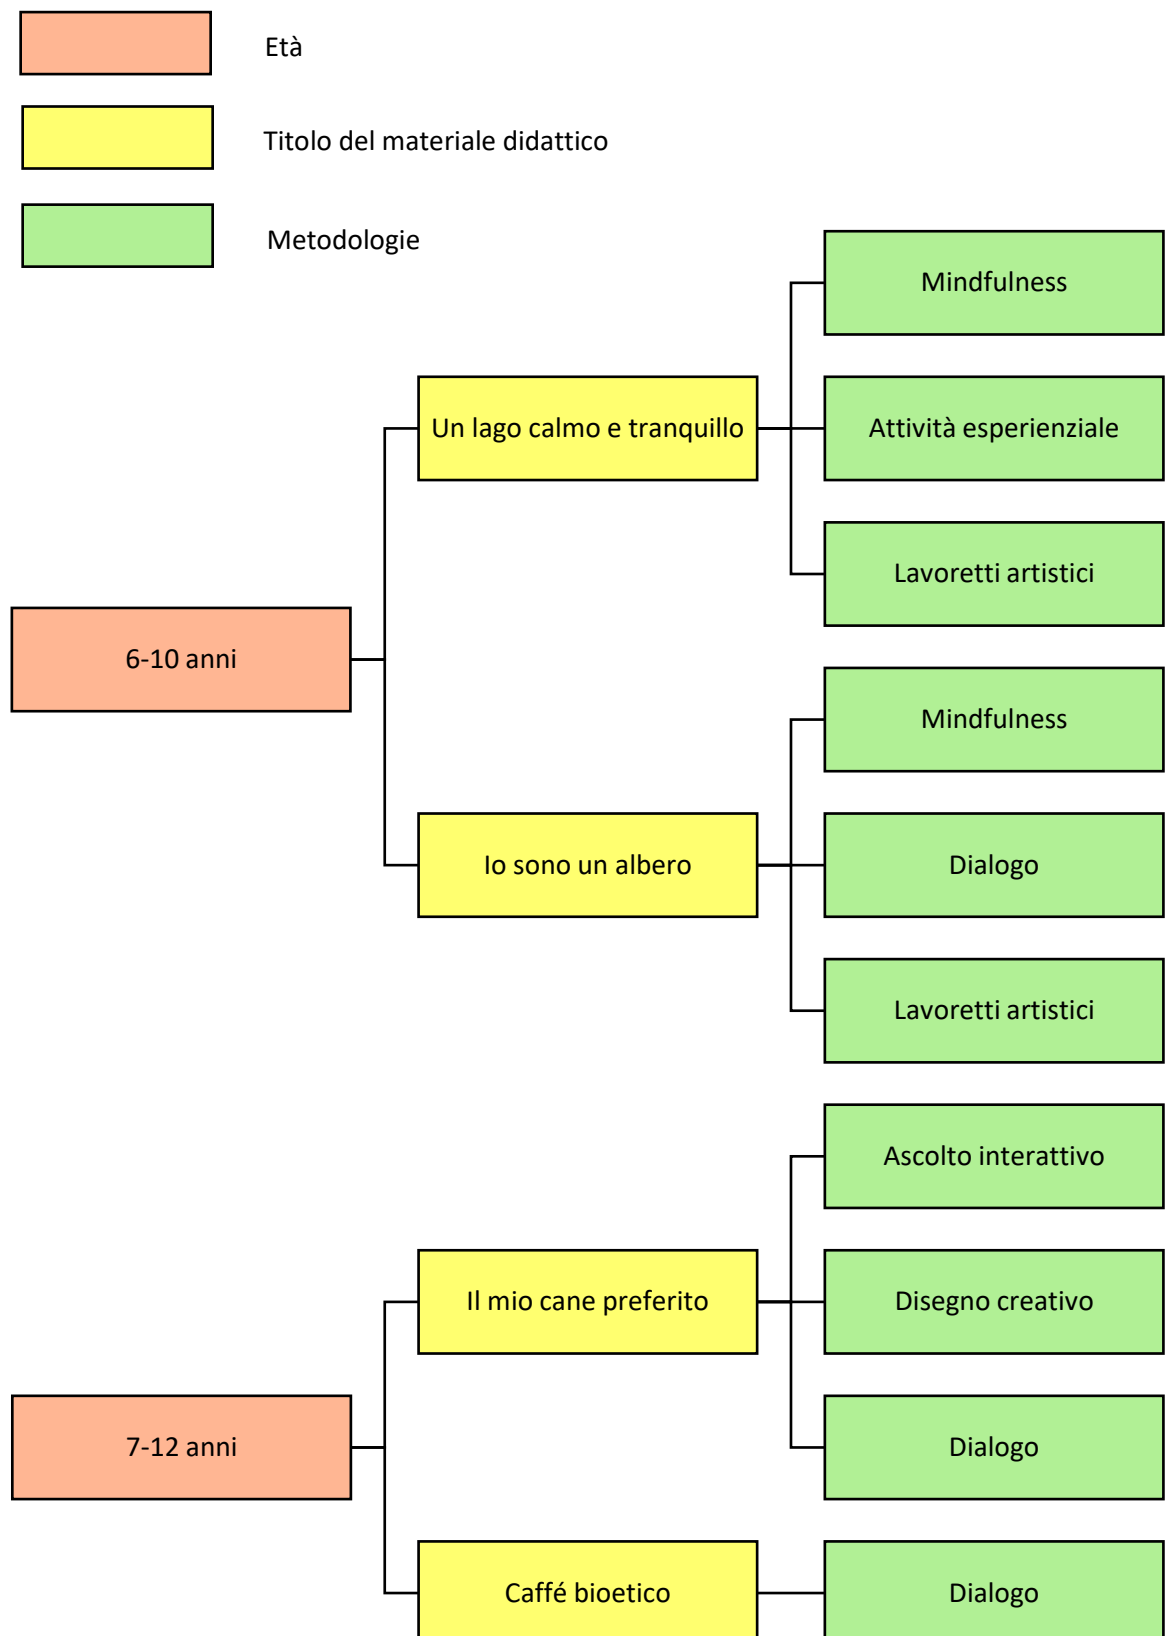 Età
Titolo del materiale didattico
Metodologie
6-10 anni
Un lago calmo e tranquillo
Mindfulness
Attività esperienziale
Lavoretti artistici
Io sono un albero
Mindfulness
Dialogo
Lavoretti artistici
7-12 anni
Il mio cane preferito
Ascolto interattivo
Disegno creativo
Dialogo
Caffé bioetico
Dialogo